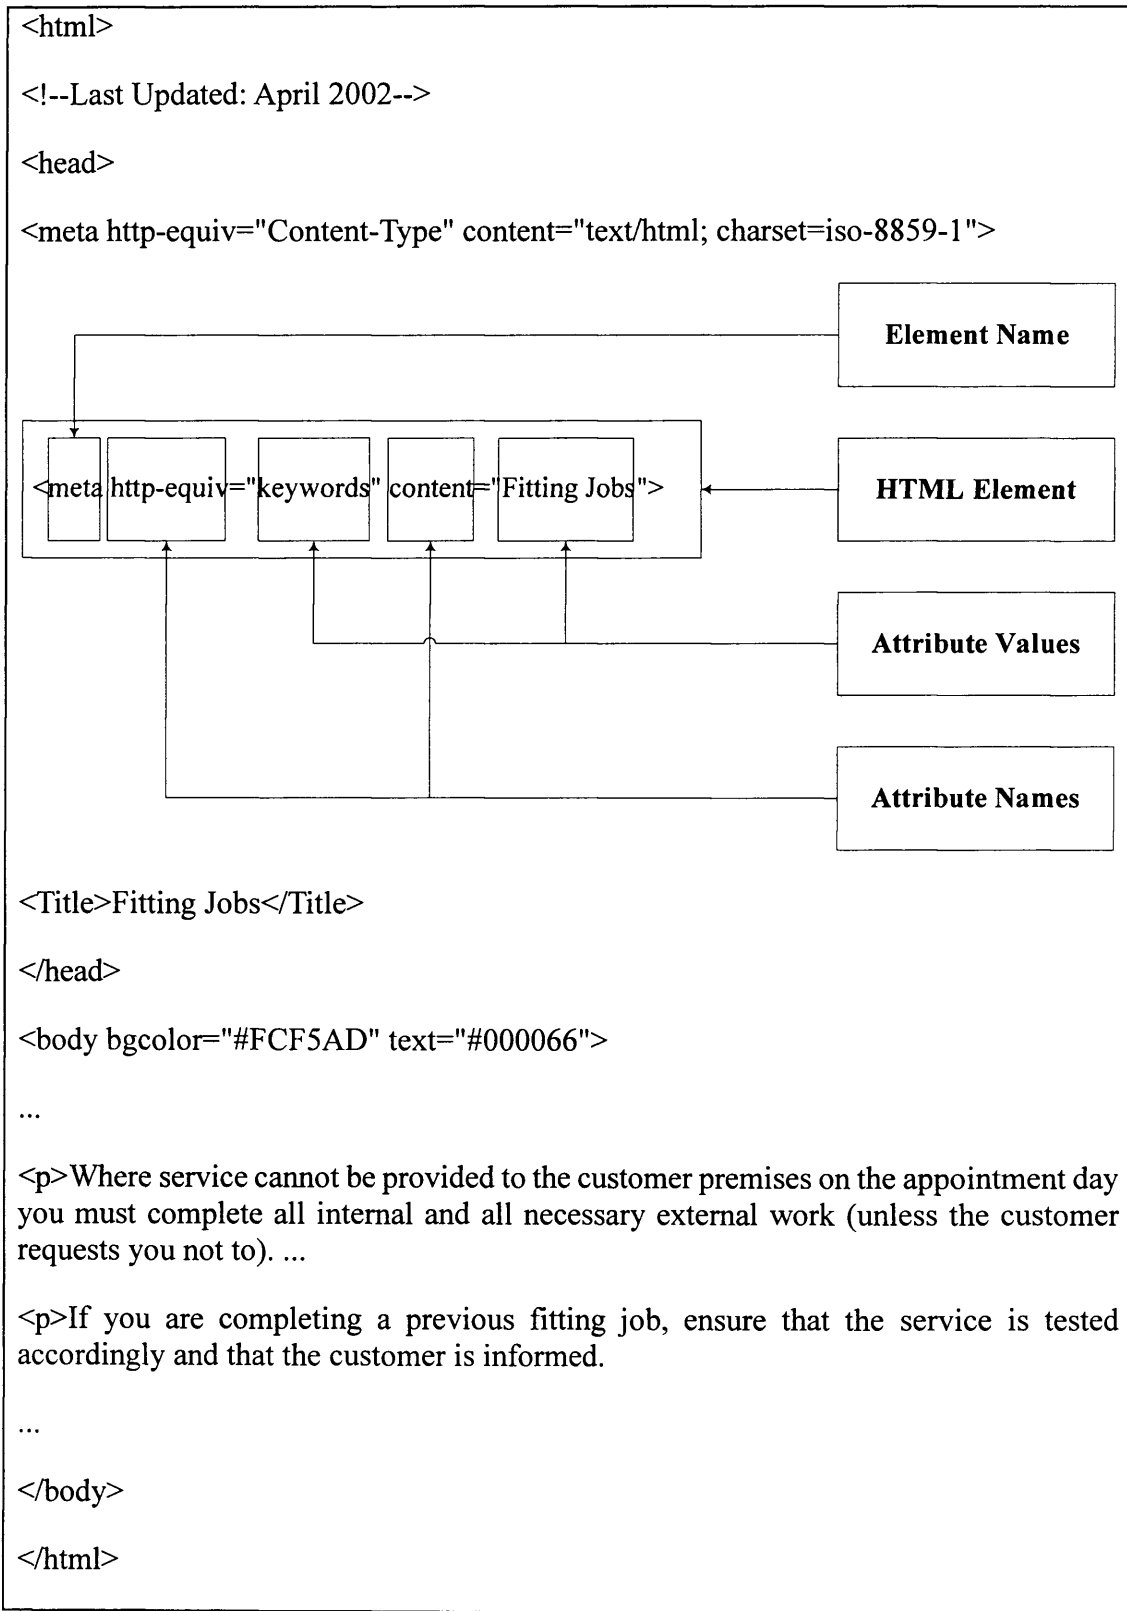 <html>
<!--Last Updated: April 2002-->
<head>
<meta http-equiv="Content-Type" content="text/html; charset=iso-8859-1">
Element Name
<meta http-equiv="keywords" content="Fitting Jobs">
HTML Element
Attribute Values
Attribute Names
<Title>Fitting Jobs</Title>
</head>
<body bgcolor="#FCF5AD" text="#000066">
...
<p>Where service cannot be provided to the customer premises on the appointment day
you must complete all internal and all necessary external work (unless the customer
requests you not to). ...
<p>If you are completing a previous fitting job, ensure that the service is tested
accordingly and that the customer is informed.
...
</body>
</html>